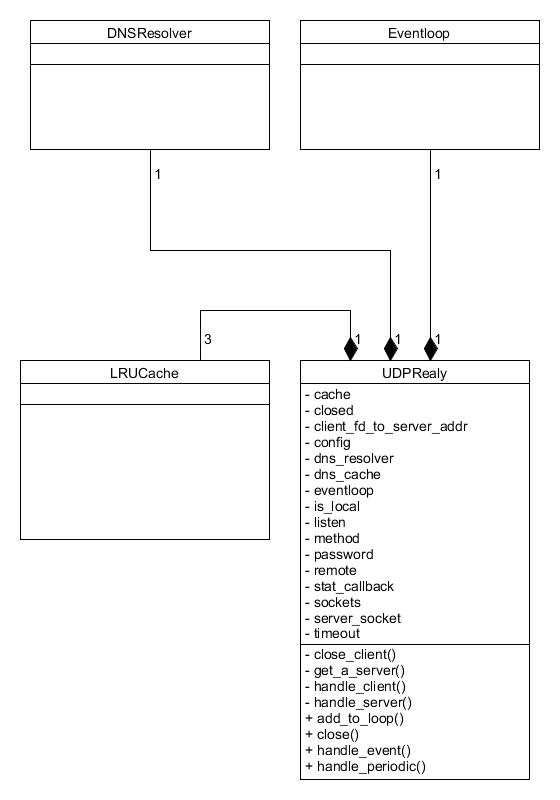 DNSResolver
Eventloop
1
1
3
1
1
1
LRUCache
UDPRealy
- cache
- closed
- client_fd_to_server_addr
- config
- dns_resolver
- dns_cache
- eventloop
- is_local
- listen
- method
- password
- remote
- stat_callback
- sockets
- server_socket
- timeout
- close_client()
- get_a_server()
- handle_client()
- handle_server()
+ add_to_loop()
+ close()
+ handle_event()
+ handle_periodic()